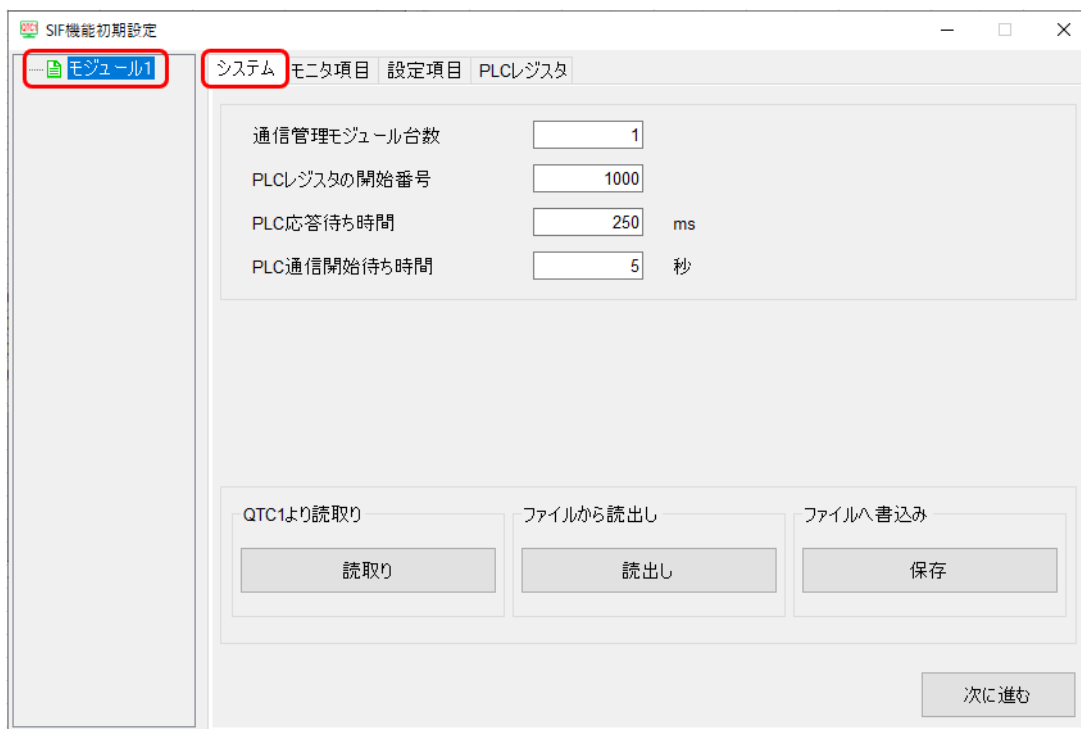 SIF機能初期設定
モジュール1
システム モニタ項目 設定項目 PLCレジスタ
通信管理モジュール台数 1
PLCレジスタの開始番号 1000
PLC応答待ち時間 250 ms
PLC通信開始待ち時間 5 秒
QTC1より読取り ファイルから読出し ファイルへ書込み
読取り 読出し 保存
次に進む